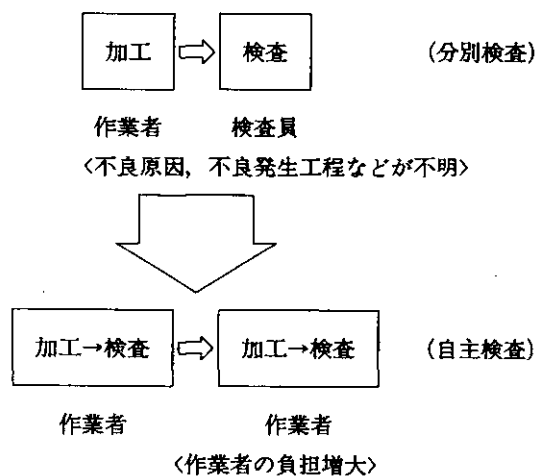 加工 ⇨ 検査 (分別検査)
作業者 検査員
〈不良原因，不良発生工程などが不明〉
加工→検査 ⇨ 加工→検査 (自主検査)
作業者 作業者
〈作業者の負担増大〉